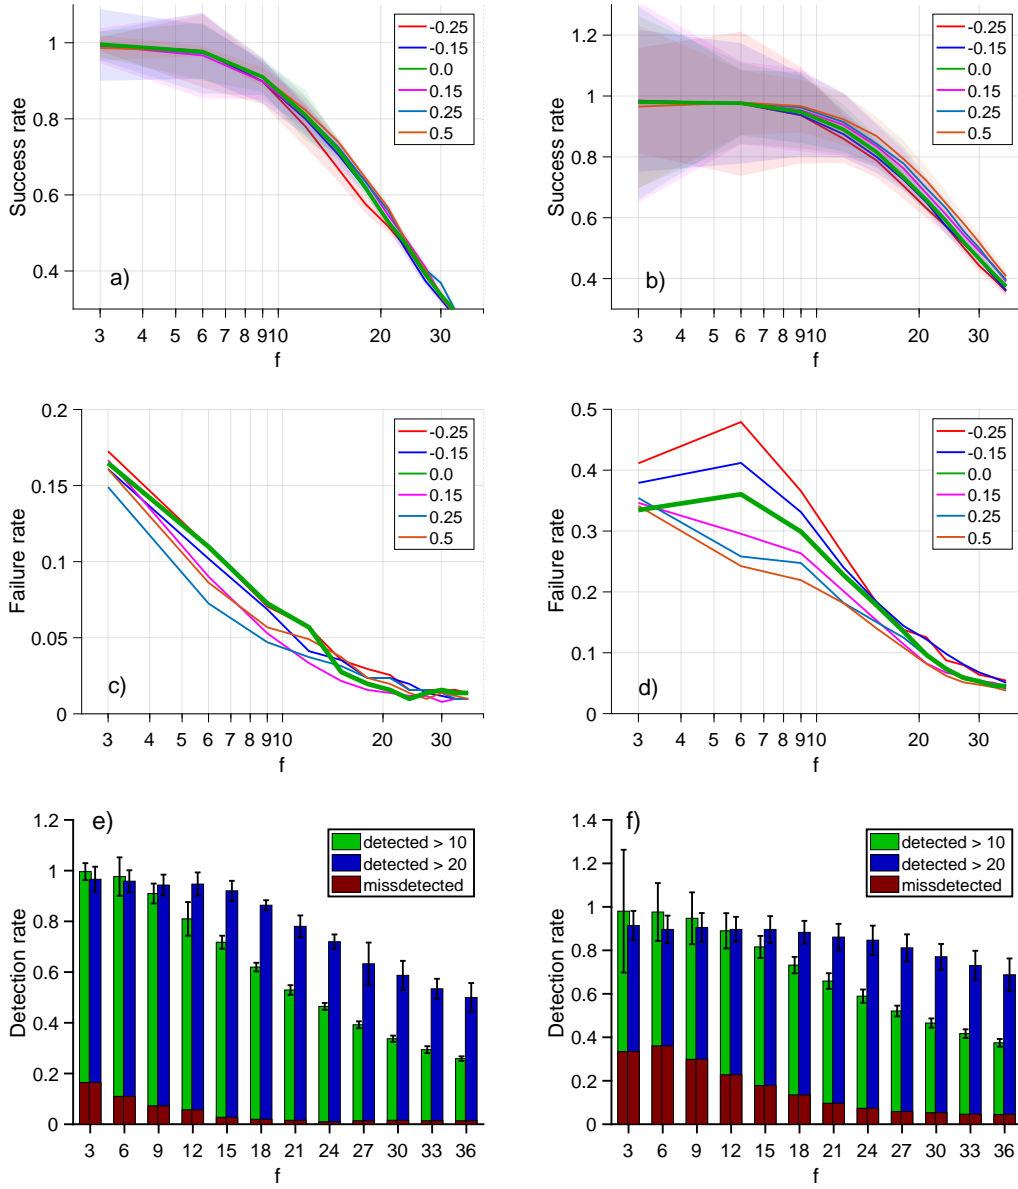 a)
Success rate
1
0.8
0.6
0.4
-0.25
-0.15
0.0
0.15
0.25
0.5
3 4 5 6 7 8 9 10 20 30
f
b)
Success rate
1.2
1
0.8
0.6
0.4
-0.25
-0.15
0.0
0.15
0.25
0.5
3 4 5 6 7 8 9 10 20 30
f
c)
Failure rate
0.2
0.15
0.1
0.05
0
-0.25
-0.15
0.0
0.15
0.25
0.5
3 4 5 6 7 8 9 10 20 30
f
d)
Failure rate
0.5
0.4
0.3
0.2
0.1
0
-0.25
-0.15
0.0
0.15
0.25
0.5
3 4 5 6 7 8 9 10 20 30
f
e)
Detection rate
1.2
1
0.8
0.6
0.4
0.2
0
detected > 10
detected > 20
missdetected
3 6 9 12 15 18 21 24 27 30 33 36
f
f)
Detection rate
1.4
1.2
1
0.8
0.6
0.4
0.2
0
detected > 10
detected > 20
missdetected
3 6 9 12 15 18 21 24 27 30 33 36
f